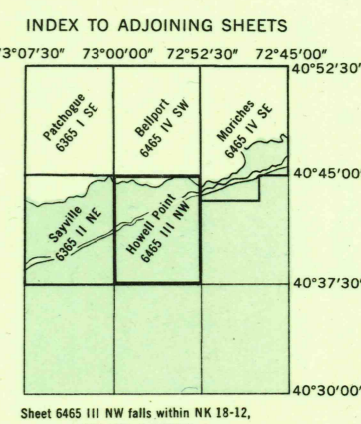 INDEX TO ADJOINING SHEETS
3°07'30" 73°00'00" 72°52'30" 72°45'00"
40°52'30"
Patchogue
6365 I SE
Bellport
6465 IV SW
Moriches
6465 IV SE
40°45'00
Sayville
6365 II NE
Howell Point
6465 III NW
40°37'30"
40°30'00"
Sheet 6465 III NW falls within NK 18-12,